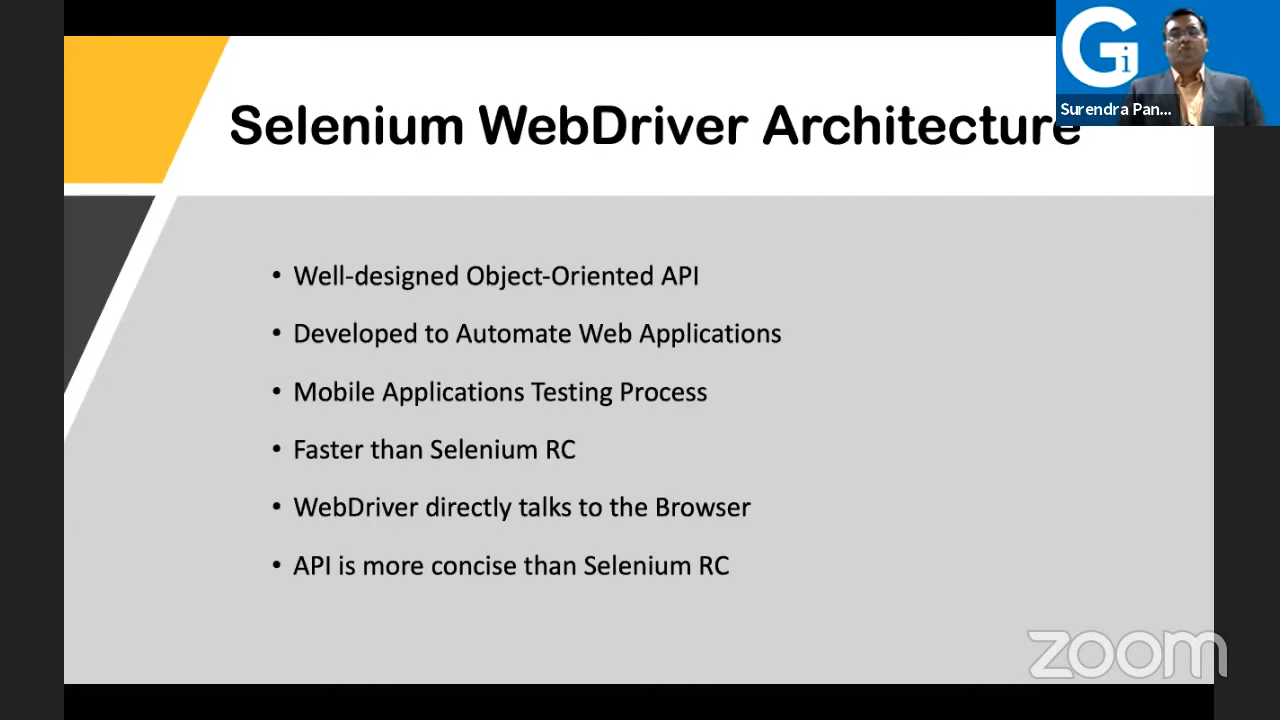 Gi
Surendra Pan...
Selenium WebDriver Architecture
• Well-designed Object-Oriented API
• Developed to Automate Web Applications
• Mobile Applications Testing Process
• Faster than Selenium RC
• WebDriver directly talks to the Browser
• API is more concise than Selenium RC
zoom